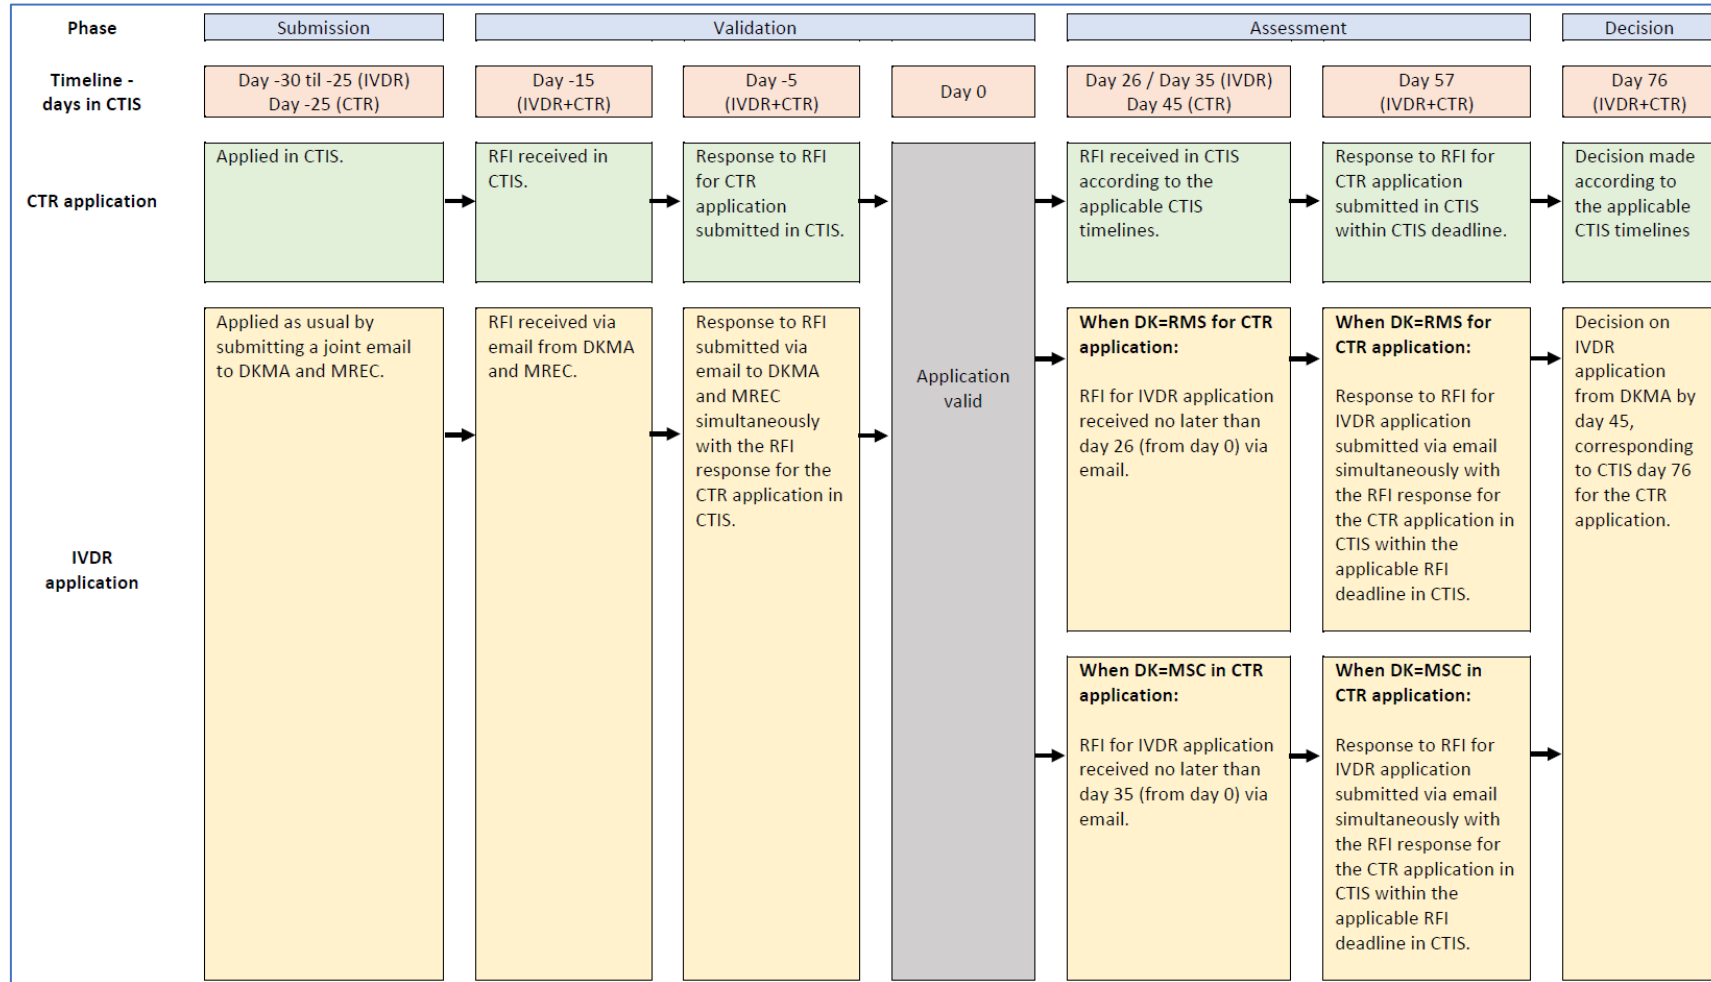 Phase
Submission
Validation
Assessment
Decision
Timeline -
days in CTIS
Day -30 til -25 (IVDR)
Day -25 (CTR)
Day -15
(IVDR+CTR)
Day -5
(IVDR+CTR)
Day 0
Day 26 / Day 35 (IVDR)
Day 45 (CTR)
Day 57
(IVDR+CTR)
Day 76
(IVDR+CTR)
CTR application
Applied in CTIS.
RFI received in
CTIS.
Response to RFI
for CTR
application
submitted in CTIS.
Application
valid
RFI received in CTIS
according to the
applicable CTIS
timelines.
Response to RFI for
CTR application
submitted in CTIS
within CTIS deadline.
Decision made
according to
the applicable
CTIS timelines
IVDR
application
Applied as usual by
submitting a joint email
to DKMA and MREC.
RFI received via
email from DKMA
and MREC.
Response to RFI
submitted via
email to DKMA
and MREC
simultaneously
with the RFI
response for the
CTR application in
CTIS.
When DK=RMS for CTR
application:
RFI for IVDR application
received no later than
day 26 (from day 0) via
email.
When DK=RMS for
CTR application:
Response to RFI for
IVDR application
submitted via email
simultaneously with
the RFI response for
the CTR application in
CTIS within the
applicable RFI
deadline in CTIS.
Decision on
IVDR
application
from DKMA by
day 45,
corresponding
to CTIS day 76
for the CTR
application.
When DK=MSC in CTR
application:
RFI for IVDR application
received no later than
day 35 (from day 0) via
email.
When DK=MSC in
CTR application:
Response to RFI for
IVDR application
submitted via email
simultaneously with
the RFI response for
the CTR application in
CTIS within the
applicable RFI
deadline in CTIS.